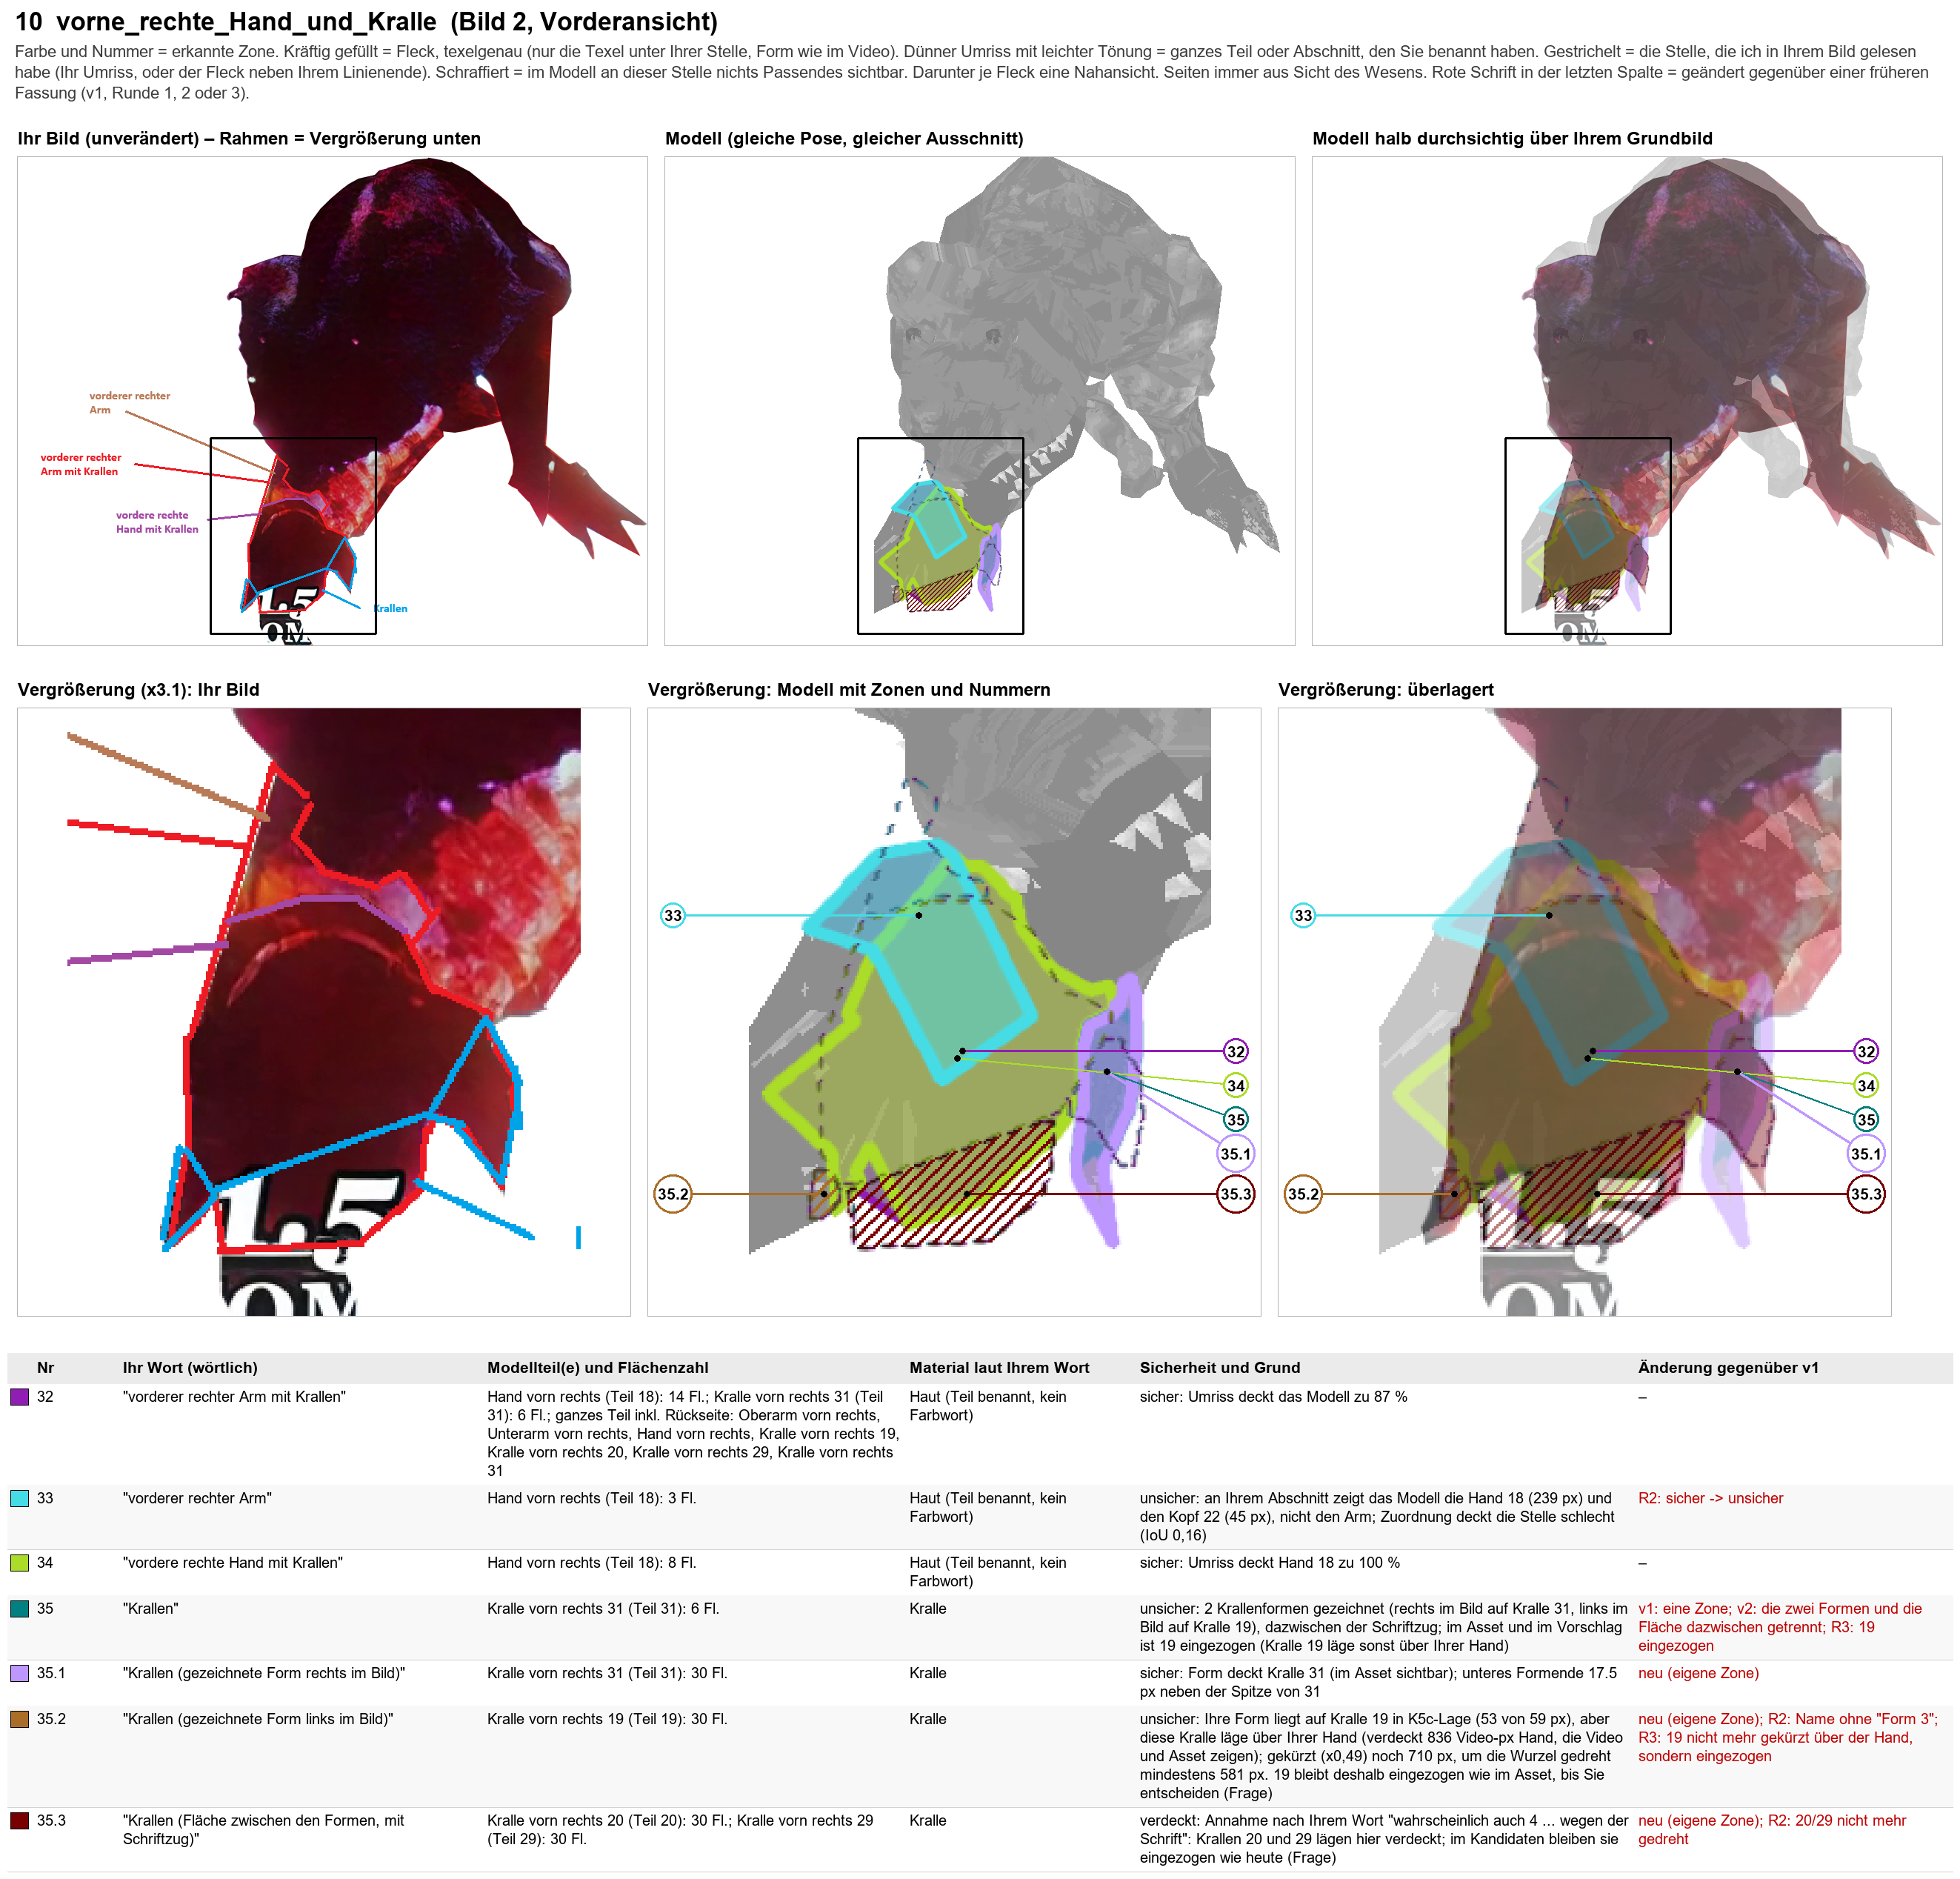 10 vorne_rechte_Hand_und_Kralle (Bild 2, Vorderansicht)
Farbe und Nummer = erkannte Zone. Kräftig gefüllt = Fleck, texelgenau (nur die Texel unter Ihrer Stelle, Form wie im Video). Dünner Umriss mit leichter Tönung = ganzes Teil oder Abschnitt, den Sie benannt haben. Gestrichelt = die Stelle, die ich in Ihrem Bild gelesen
habe (Ihr Umriss, oder der Fleck neben Ihrem Linienende). Schraffiert = im Modell an dieser Stelle nichts Passendes sichtbar. Darunter je Fleck eine Nahansicht. Seiten immer aus Sicht des Wesens. Rote Schrift in der letzten Spalte = geändert gegenüber einer früheren
Fassung (v1, Runde 1, 2 oder 3).
Ihr Bild (unverändert) – Rahmen = Vergrößerung unten
Modell (gleiche Pose, gleicher Ausschnitt)
Modell halb durchsichtig über Ihrem Grundbild
vorderer rechter
Arm
vorderer rechter
Arm mit Krallen
vordere rechte
Hand mit Krallen
Krallen
1.5
OM
1.5
OM
Vergrößerung (x3.1): Ihr Bild
Vergrößerung: Modell mit Zonen und Nummern
Vergrößerung: überlagert
1.5
OM
33
32
34
35
35.1
35.2
35.3
33
32
34
35
35.1
35.2
35.3
OM
Nr Ihr Wort (wörtlich) Modellteil(e) und Flächenzahl Material laut Ihrem Wort Sicherheit und Grund Änderung gegenüber v1
32 "vorderer rechter Arm mit Krallen" Hand vorn rechts (Teil 18): 14 Fl.; Kralle vorn rechts 31 (Teil Haut (Teil benannt, kein sicher: Umriss deckt das Modell zu 87 % –
31): 6 Fl.; ganzes Teil inkl. Rückseite: Oberarm vorn rechts, Farbwort)
Unterarm vorn rechts, Hand vorn rechts, Kralle vorn rechts 19,
Kralle vorn rechts 20, Kralle vorn rechts 29, Kralle vorn rechts
31
33 "vorderer rechter Arm" Hand vorn rechts (Teil 18): 3 Fl. Haut (Teil benannt, kein unsicher: an Ihrem Abschnitt zeigt das Modell die Hand 18 (239 px) und R2: sicher -> unsicher
Farbwort) den Kopf 22 (45 px), nicht den Arm; Zuordnung deckt die Stelle schlecht
(IoU 0,16)
34 "vordere rechte Hand mit Krallen" Hand vorn rechts (Teil 18): 8 Fl. Haut (Teil benannt, kein sicher: Umriss deckt Hand 18 zu 100 % –
Farbwort)
35 "Krallen" Kralle vorn rechts 31 (Teil 31): 6 Fl. Kralle unsicher: 2 Krallenformen gezeichnet (rechts im Bild auf Kralle 31, links im v1: eine Zone; v2: die zwei Formen und die
Bild auf Kralle 19), dazwischen der Schriftzug; im Asset und im Vorschlag Fläche dazwischen getrennt; R3: 19
ist 19 eingezogen (Kralle 19 läge sonst über Ihrer Hand) eingezogen
35.1 "Krallen (gezeichnete Form rechts im Bild)" Kralle vorn rechts 31 (Teil 31): 30 Fl. Kralle sicher: Form deckt Kralle 31 (im Asset sichtbar); unteres Formende 17.5 neu (eigene Zone)
px neben der Spitze von 31
35.2 "Krallen (gezeichnete Form links im Bild)" Kralle vorn rechts 19 (Teil 19): 30 Fl. Kralle unsicher: Ihre Form liegt auf Kralle 19 in K5c-Lage (53 von 59 px), aber neu (eigene Zone); R2: Name ohne "Form 3";
diese Kralle läge über Ihrer Hand (verdeckt 836 Video-px Hand, die Video R3: 19 nicht mehr gekürzt über der Hand,
und Asset zeigen); gekürzt (x0,49) noch 710 px, um die Wurzel gedreht sondern eingezogen
mindestens 581 px. 19 bleibt deshalb eingezogen wie im Asset, bis Sie
entscheiden (Frage)
35.3 "Krallen (Fläche zwischen den Formen, mit Kralle vorn rechts 20 (Teil 20): 30 Fl.; Kralle vorn rechts 29 Kralle verdeckt: Annahme nach Ihrem Wort "wahrscheinlich auch 4 ... wegen der neu (eigene Zone); R2: 20/29 nicht mehr
Schriftzug)" (Teil 29): 30 Fl. Schrift": Krallen 20 und 29 lägen hier verdeckt; im Kandidaten bleiben sie gedreht
eingezogen wie heute (Frage)